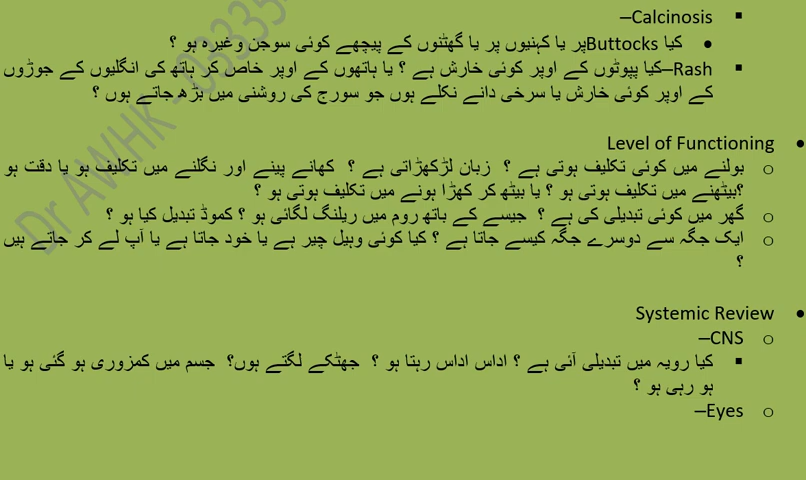 Calcinosis–
کیا Buttocksپر یا کہنیوں پر یا گھٹنوں کے پیچھے کوئی سوجن وغیرہ ہو ؟
Rash–کیا پپوٹوں کے اوپر کوئی خارش ہے ؟ یا ہاتھوں کے اوپر خاص کر ہاتھ کی انگلیوں کے جوڑوں
کے اوپر کوئی خارش یا سرخی دانے نکلے ہوں جو سورج کی روشنی میں بڑھ جاتے ہوں ؟
Level of Functioning
بولنے میں کوئی تکلیف ہوتی ہے ؟ زبان لڑکھڑاتی ہے ؟ کھانے پینے اور نگلنے میں تکلیف ہو یا دقت ہو
؟بیٹھنے میں تکلیف ہوتی ہو ؟ یا بیٹھ کر کھڑا ہونے میں تکلیف ہوتی ہو ؟
گھر میں کوئی تبدیلی کی ہے ؟ جیسے کے باتھ روم میں ریلنگ لگائی ہو ؟ کموڈ تبدیل کیا ہو ؟
ایک جگہ سے دوسرے جگہ کیسے جاتا ہے ؟ کیا کوئی وہیل چیر ہے یا خود جاتا ہے یا آپ لے کر جاتے ہیں
؟
Systemic Review
CNS–
کیا رویہ میں تبدیلی آئی ہے ؟ اداس اداس رہتا ہو ؟ جھٹکے لگتے ہوں؟ جسم میں کمزوری ہو گئی ہو یا
ہو رہی ہو ؟
Eyes–
Dr AWHK